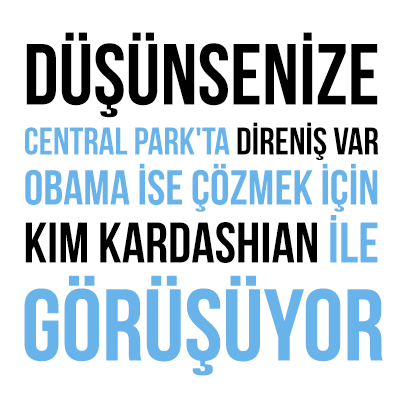 DÜŞÜNSENİZE
CENTRAL PARK'TA DİRENİŞ VAR
OBAMA İSE ÇÖZMEK İÇİN
KIM KARDASHIAN İLE
GÖRÜŞÜYOR